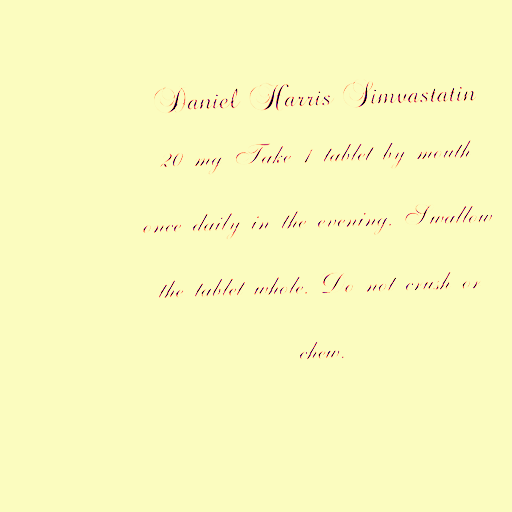 Daniel Harris Simvastatin
20 mg Take 1 tablet by mouth
once daily in the evening. Swallow
the tablet whole. Do not crush or
chew.